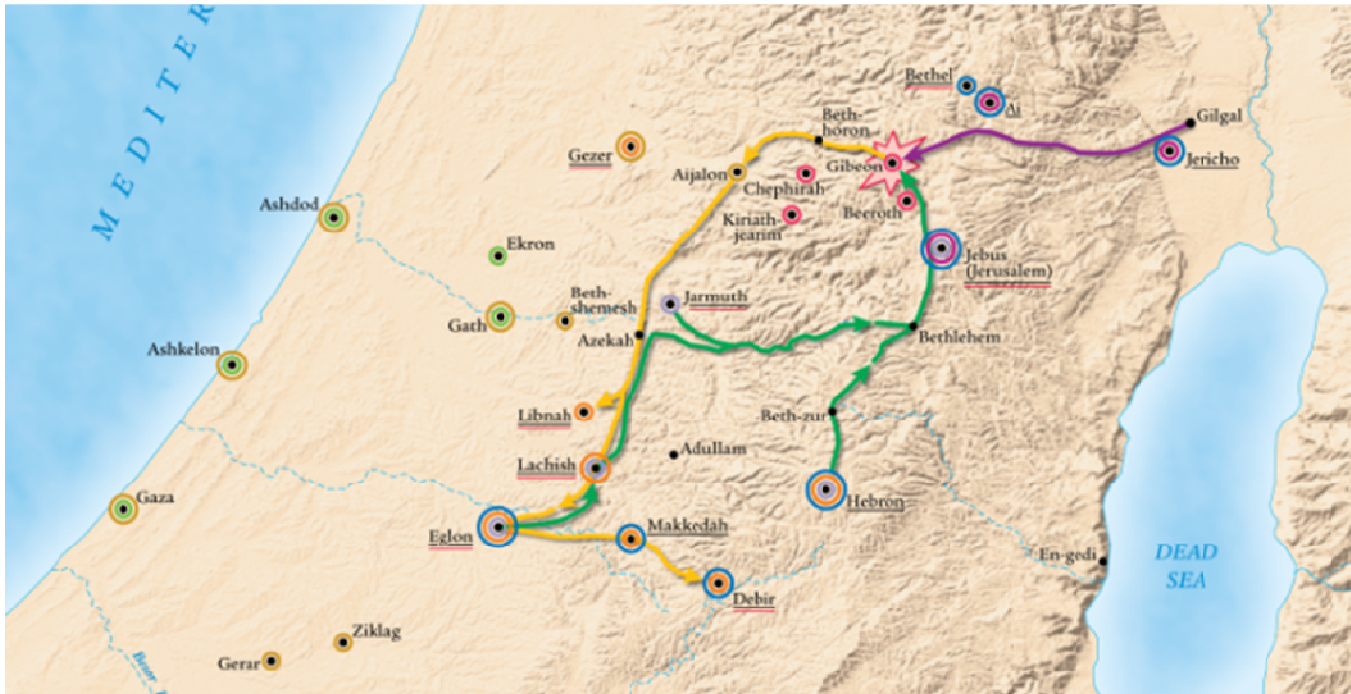 MEDITER
Bethel
Ai
Gilgal
Beth-
horon
Gezer
Gibeon
Jericho
Aijalon
Chephirah
Ashdod
Kiriath-
jearim
Beeroth
Ekron
Jebus
(Jerusalem)
Beth-
shemesh
Jarmuth
Gath
Azekah
Bethlehem
Ashkelon
Libnah
Beth-zur
Adullam
Lachish
Gaza
Hebron
Eglon
Makkedah
En-gedi
DEAD
SEA
Debir
Ziklag
Gerar
Besor